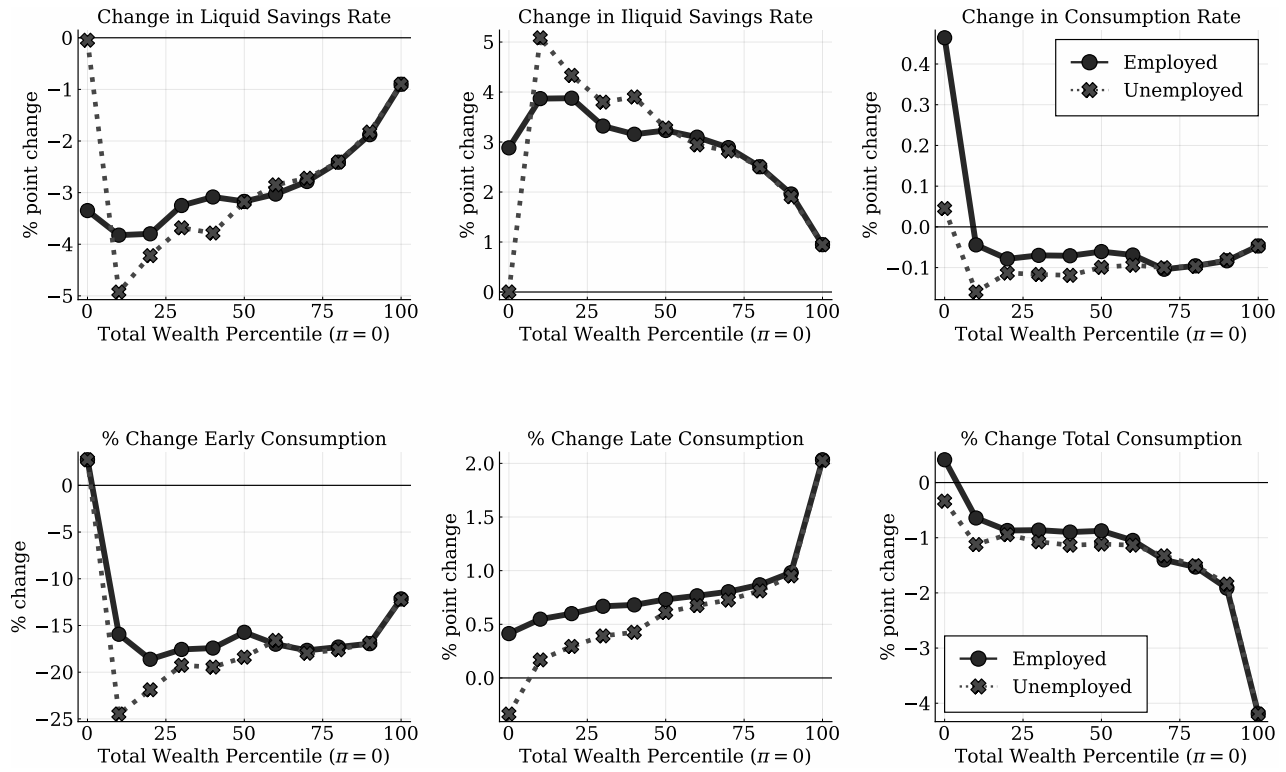 Change in Liquid Savings Rate
% point change
0
−1
−2
−3
−4
−5
0 25 50 75 100
Total Wealth Percentile (π = 0)
Change in Iliquid Savings Rate
% point change
5
4
3
2
1
0
0 25 50 75 100
Total Wealth Percentile (π = 0)
Change in Consumption Rate
% point change
0.4
0.3
0.2
0.1
0.0
−0.1
Employed
Unemployed
0 25 50 75 100
Total Wealth Percentile (π = 0)
% Change Early Consumption
% change
0
−5
−10
−15
−20
−25
0 25 50 75 100
Total Wealth Percentile (π = 0)
% Change Late Consumption
% point change
2.0
1.5
1.0
0.5
0.0
0 25 50 75 100
Total Wealth Percentile (π = 0)
% Change Total Consumption
% point change
0
−1
−2
−3
−4
Employed
Unemployed
0 25 50 75 100
Total Wealth Percentile (π = 0)